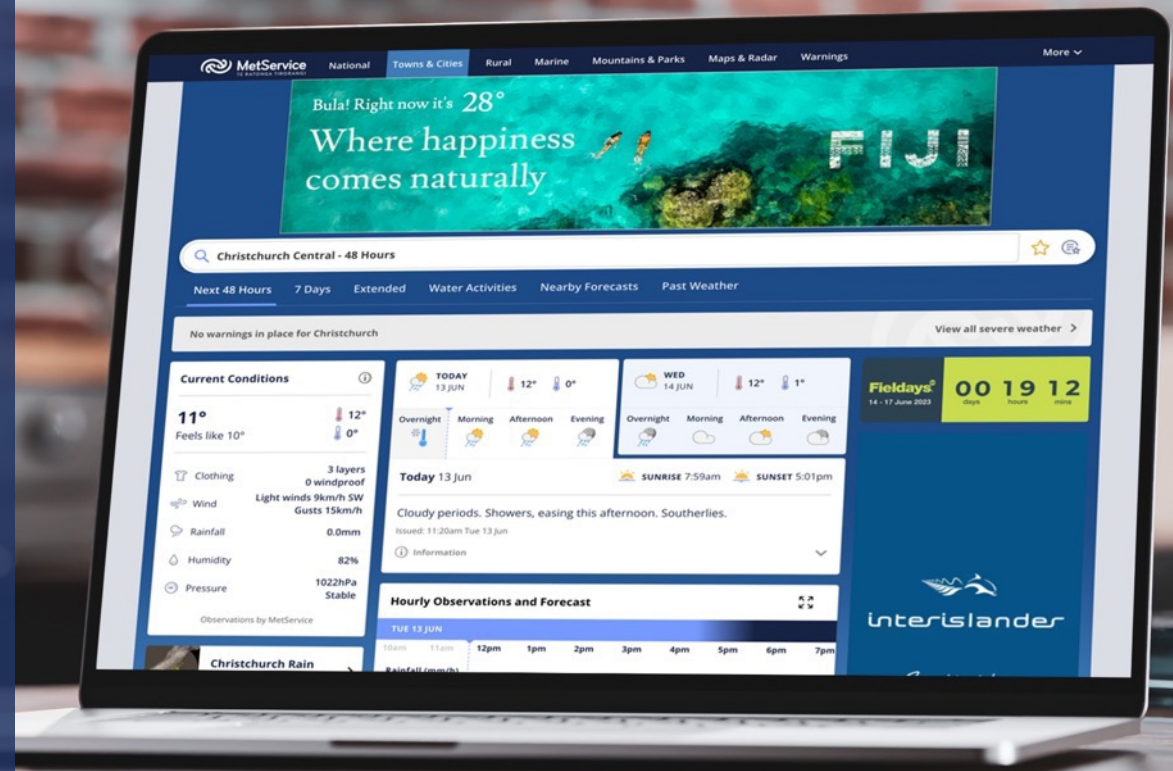 MetService
TE RATONGA TIRORANGI
National
Towns & Cities
Rural
Marine
Mountains & Parks
Maps & Radar
Warnings
More
Bula! Right now it's 28°
Where happiness
comes naturally
FIJI
Christchurch Central - 48 Hours
Next 48 Hours
7 Days
Extended
Water Activities
Nearby Forecasts
Past Weather
No warnings in place for Christchurch
View all severe weather
Current Conditions
11°
Feels like 10°
12°
0°
Clothing
3 layers
0 windproof
Wind
Light winds 9km/h SW
Gusts 15km/h
Rainfall
0.0mm
Humidity
82%
Pressure
1022hPa
Stable
Observations by MetService
Christchurch Rain
TODAY
13 JUN
12° 0°
Overnight
Morning
Afternoon
Evening
WED
14 JUN
12° 1°
Overnight
Morning
Afternoon
Evening
Today 13 Jun
SUNRISE 7:59am
SUNSET 5:01pm
Cloudy periods. Showers, easing this afternoon. Southerlies.
Issued: 11:20am Tue 13 Jun
Information
Hourly Observations and Forecast
TUE 13 JUN
10am 11am 12pm 1pm 2pm 3pm 4pm 5pm 6pm 7pm
Rainfall (mm/h)
Fieldays®
14 - 17 June 2023
00 19 12
days hours mins
interislander